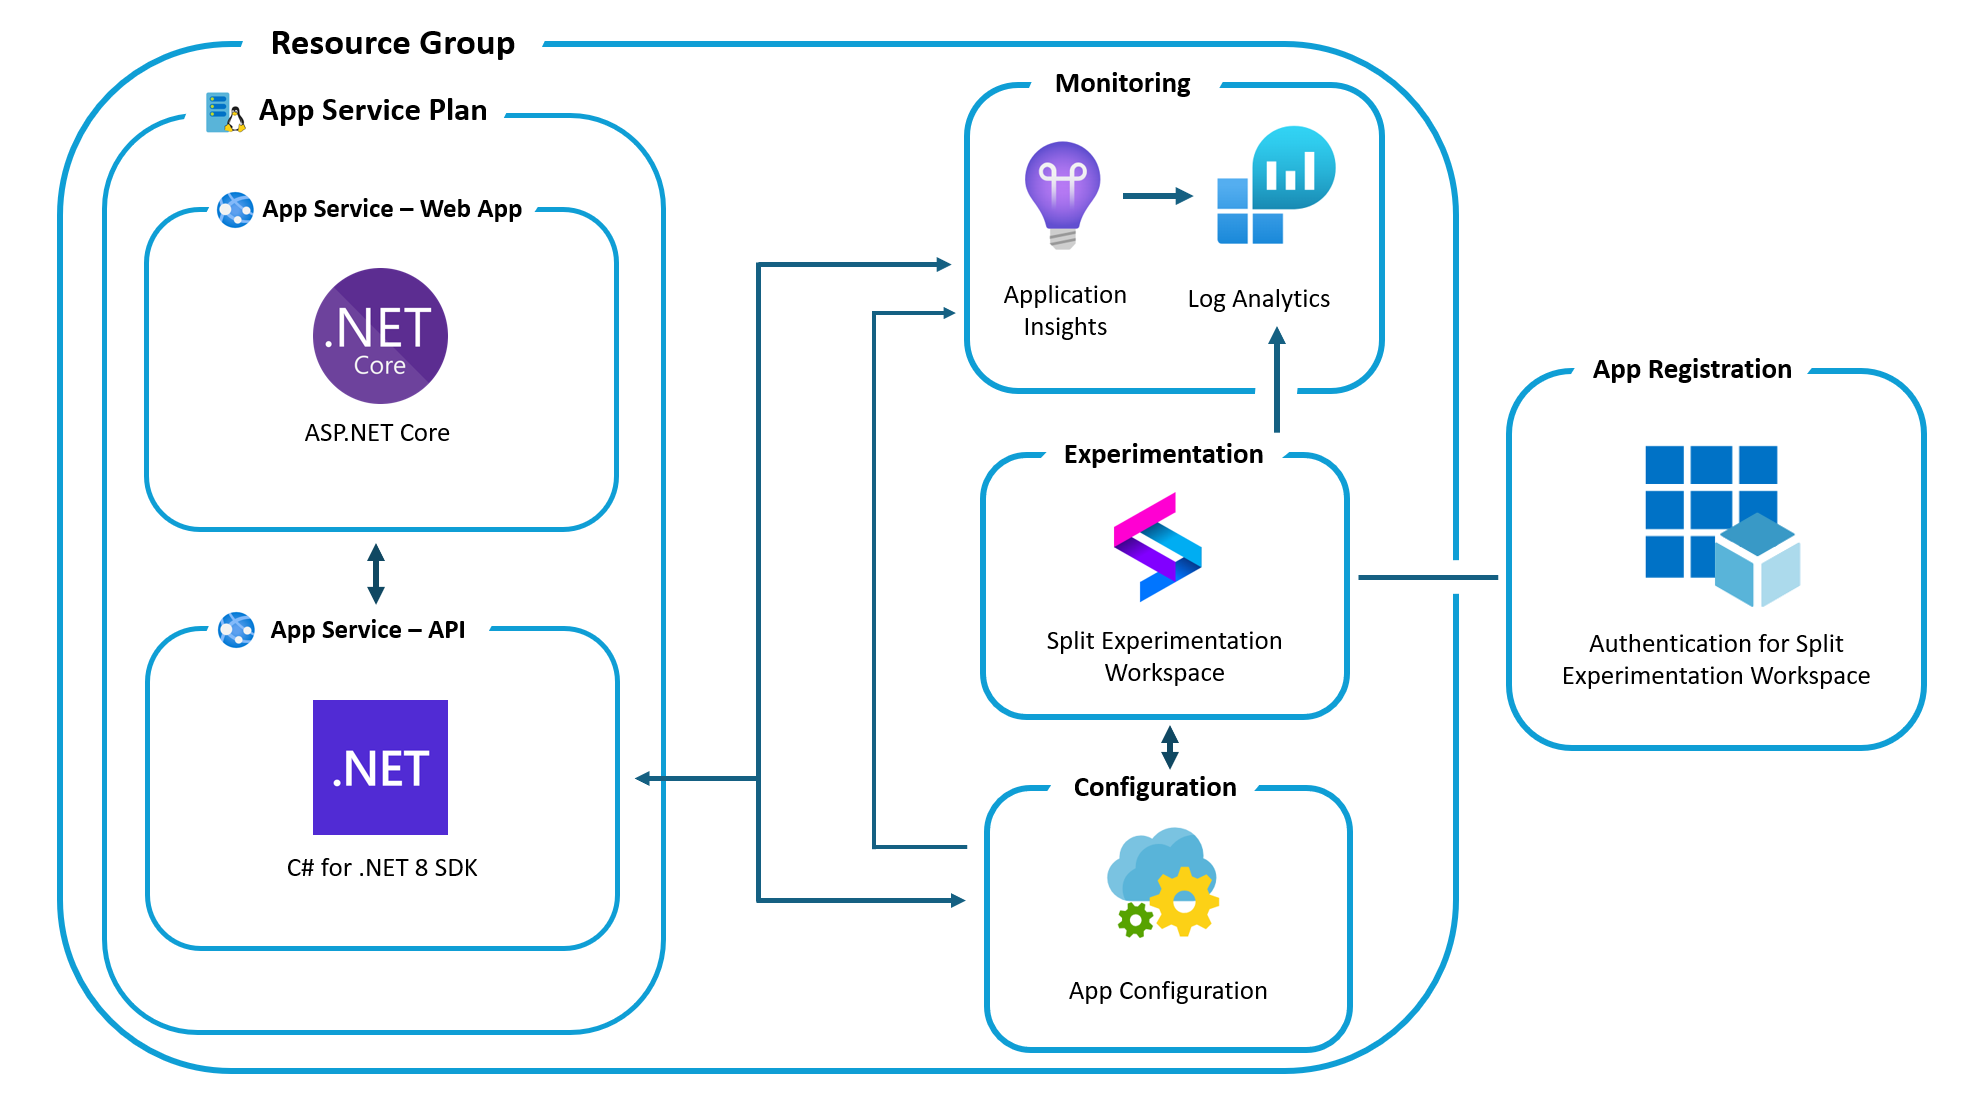 Resource Group
App Service Plan
App Service – Web App
.NET
Core
ASP.NET Core
App Service – API
.NET
C# for .NET 8 SDK
Monitoring
Application
Insights
Log Analytics
Experimentation
Split Experimentation
Workspace
Configuration
App Configuration
App Registration
Authentication for Split
Experimentation Workspace